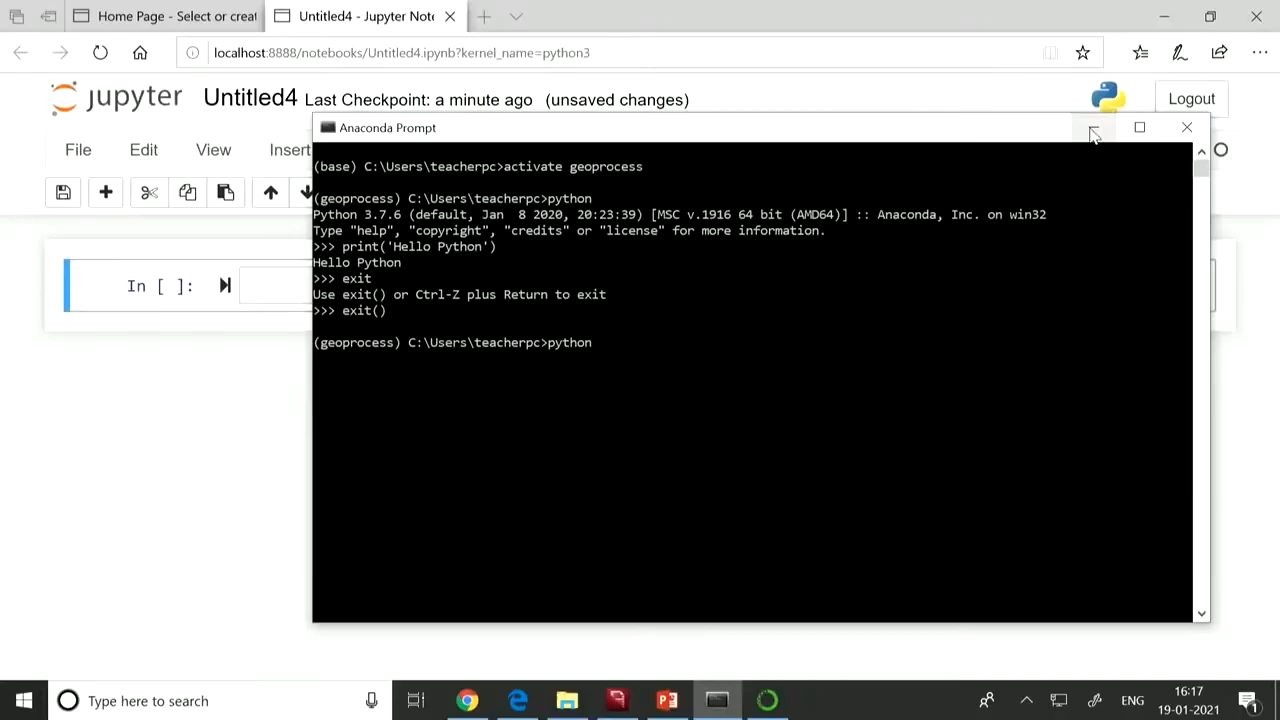 Home Page - Select or creat
Untitled4 - Jupyter Note
localhost:8888/notebooks/Untitled4.ipynb?kernel_name=python3
jupyter Untitled4 Last Checkpoint: a minute ago (unsaved changes)
Logout
File Edit View Insert
In [ ]:
Anaconda Prompt
(base) C:\Users\teacherpc>activate geoprocess
(geoprocess) C:\Users\teacherpc>python
Python 3.7.6 (default, Jan  8 2020, 20:23:39) [MSC v.1916 64 bit (AMD64)] :: Anaconda, Inc. on win32
Type "help", "copyright", "credits" or "license" for more information.
>>> print('Hello Python')
Hello Python
>>> exit
Use exit() or Ctrl-Z plus Return to exit
>>> exit()
(geoprocess) C:\Users\teacherpc>python
Type here to search
ENG
16:17
19-01-2021
1